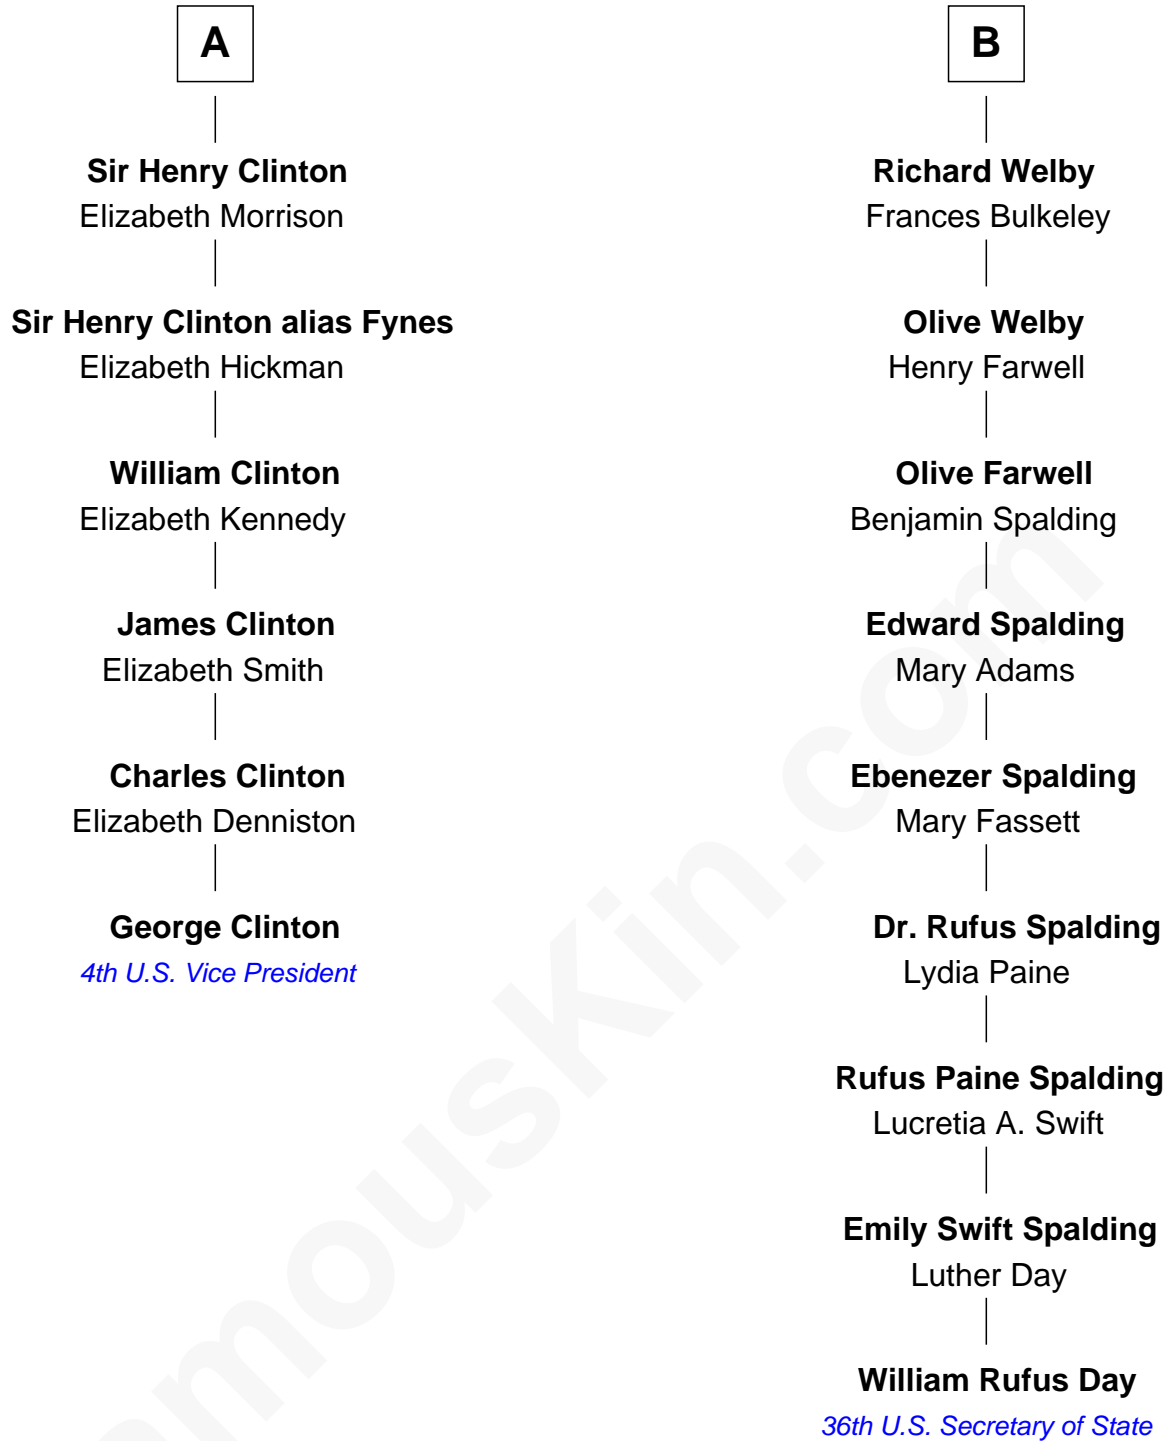 A
Sir Henry Clinton
Elizabeth Morrison
Sir Henry Clinton alias Fynes
Elizabeth Hickman
William Clinton
Elizabeth Kennedy
James Clinton
Elizabeth Smith
Charles Clinton
Elizabeth Denniston
George Clinton
4th U.S. Vice President
B
Richard Welby
Frances Bulkeley
Olive Welby
Henry Farwell
Olive Farwell
Benjamin Spalding
Edward Spalding
Mary Adams
Ebenezer Spalding
Mary Fassett
Dr. Rufus Spalding
Lydia Paine
Rufus Paine Spalding
Lucretia A. Swift
Emily Swift Spalding
Luther Day
William Rufus Day
36th U.S. Secretary of State
amousKin.com